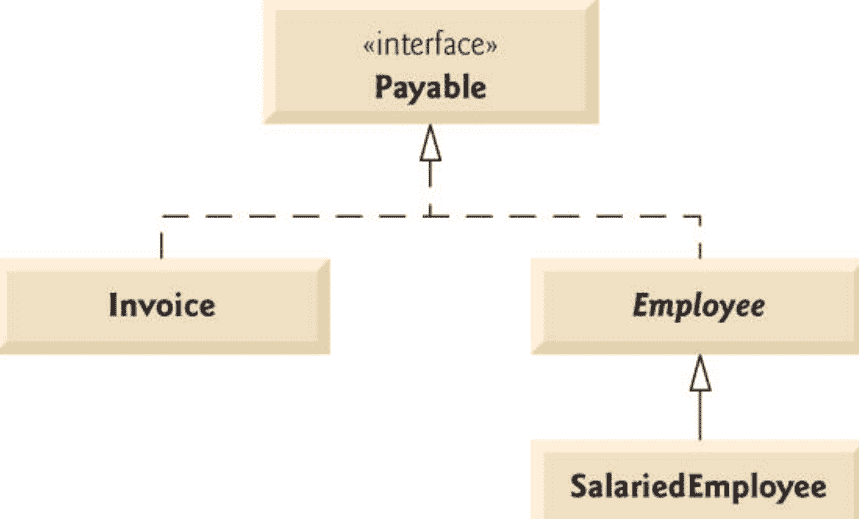 «interface»
Payable
Invoice
Employee
SalariedEmployee